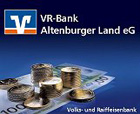 VR-Bank
Altenburger Land eG
Volks- und Raiffeisenbank